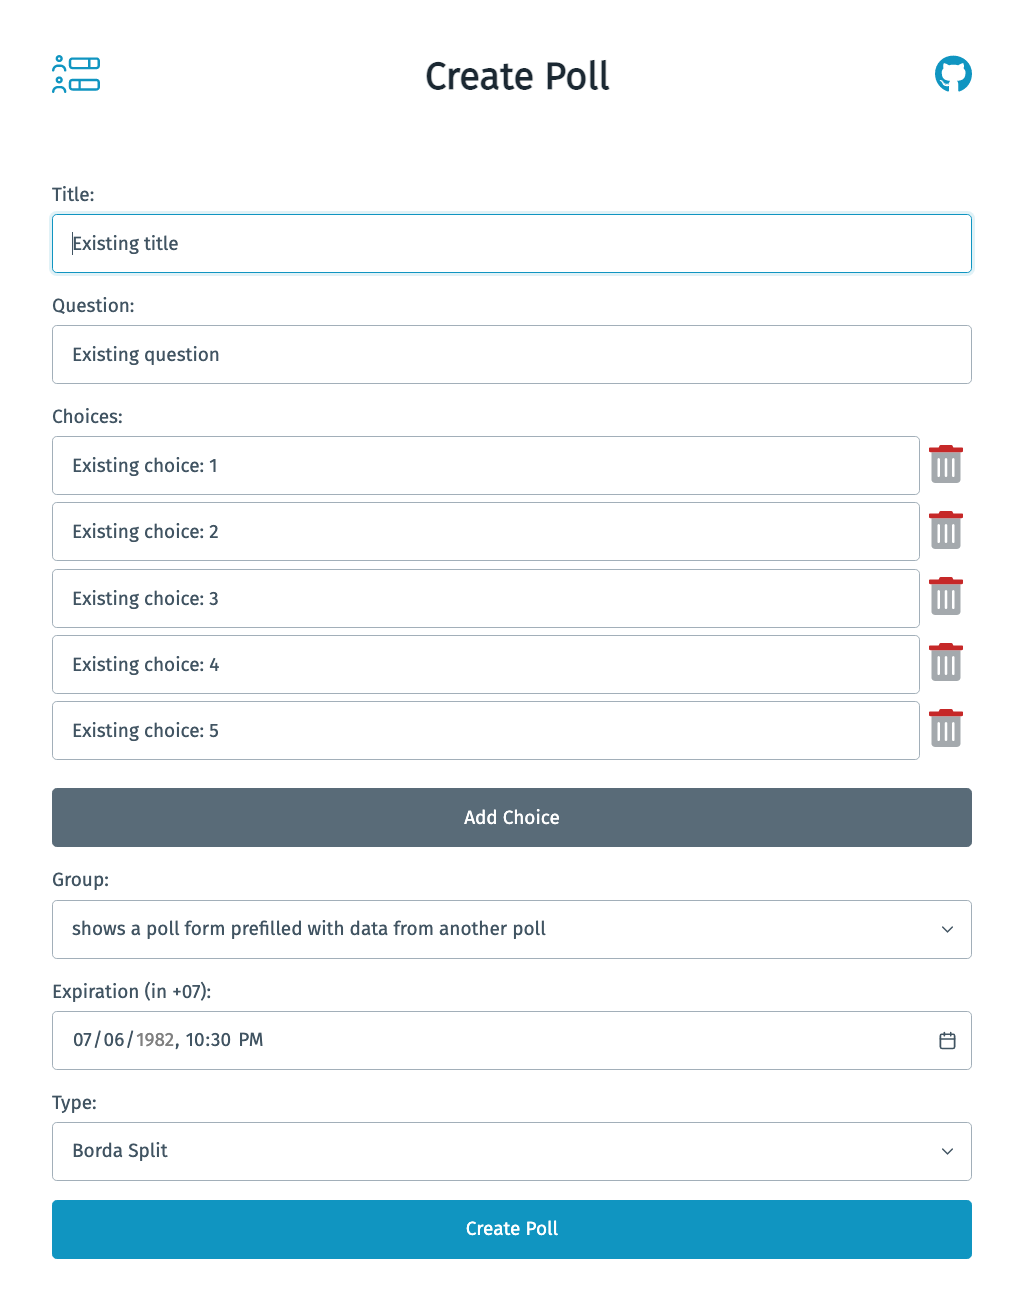 Create Poll
Title:
Existing title
Question:
Existing question
Choices:
Existing choice: 1
Existing choice: 2
Existing choice: 3
Existing choice: 4
Existing choice: 5
Add Choice
Group:
shows a poll form prefilled with data from another poll
Expiration (in +07):
07/06/1982, 10:30 PM
Type:
Borda Split
Create Poll